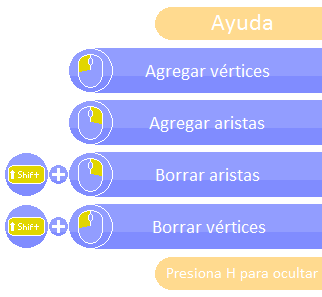 Ayuda
Agregar vértices
Agregar aristas
Shift + Borrar aristas
Shift + Borrar vértices
Presiona H para ocultar